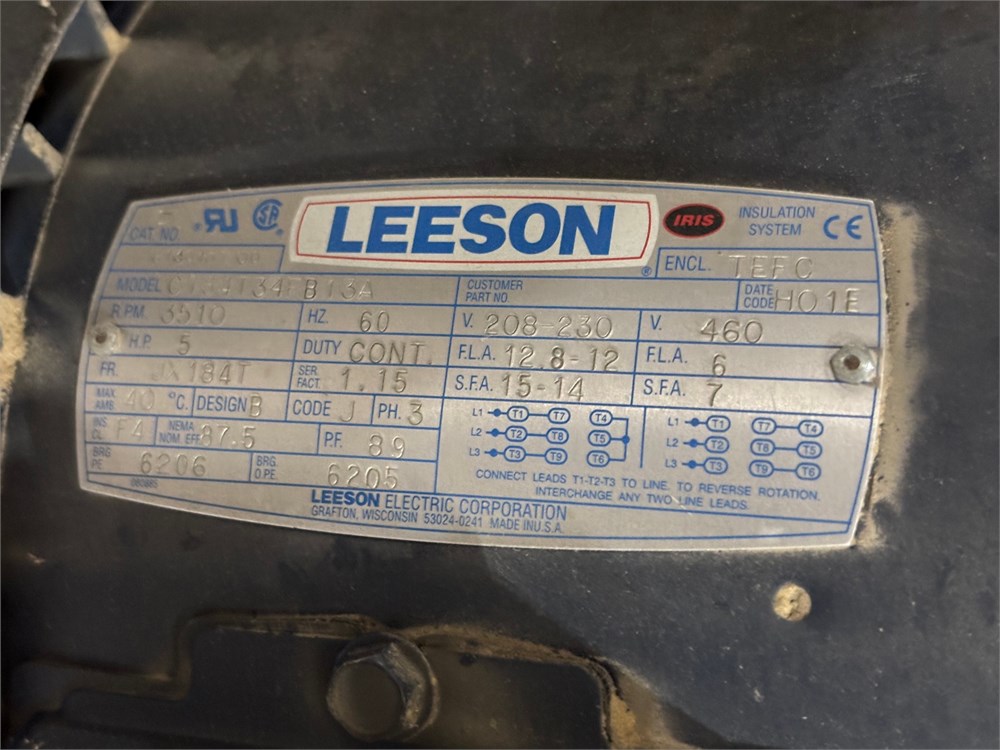 LEESON
IRIS INSULATION SYSTEM CE
CAT NO.
ENCL. TEFC
MODEL
CUSTOMER PART NO.
DATE CODE H01E
R.P.M. 3510 HZ. 60 V. 208-230 V. 460
H.P. 5 DUTY CONT. F.L.A. 12.8-12 F.L.A. 6
FR. 184T SER. FACT. 1.15 S.F.A. 15-14 S.F.A. 7
MAX. AMB. 40 °C. DESIGN B CODE J PH. 3
INS. CL. F4 NEMA NOM. EFF. 87.5 P.F. 89
BRG PE 6206 BRG. O.P.E. 6205
L1 T1 T7 T4 L1 T1 T7 T4
L2 T2 T8 T5 L2 T2 T8 T5
L3 T3 T9 T6 L3 T3 T9 T6
CONNECT LEADS T1-T2-T3 TO LINE. TO REVERSE ROTATION.
INTERCHANGE ANY TWO LINE LEADS.
LEESON ELECTRIC CORPORATION
GRAFTON, WISCONSIN 53024-0241 MADE IN U.S.A.